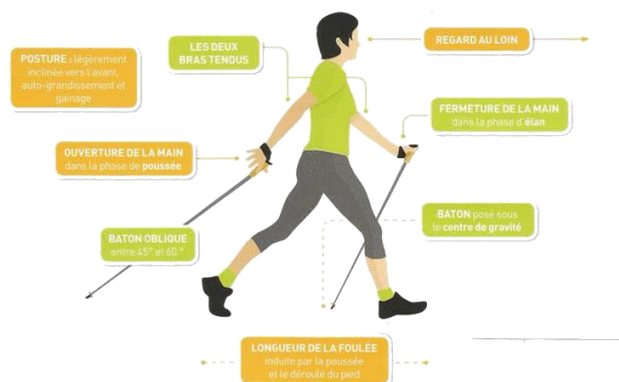 POSTURE : légèrement
inclinée vers l'avant,
auto-grandissement et
gainage
LES DEUX
BRAS TENDUS
REGARD AU LOIN
FERMETURE DE LA MAIN
dans la phase d'élan
OUVERTURE DE LA MAIN
dans la phase de poussée
BATON OBLIQUE
entre 45° et 60°
BATON posé sous
le centre de gravité
LONGUEUR DE LA FOULÉE
induite par la poussée
et le déroulé du pied